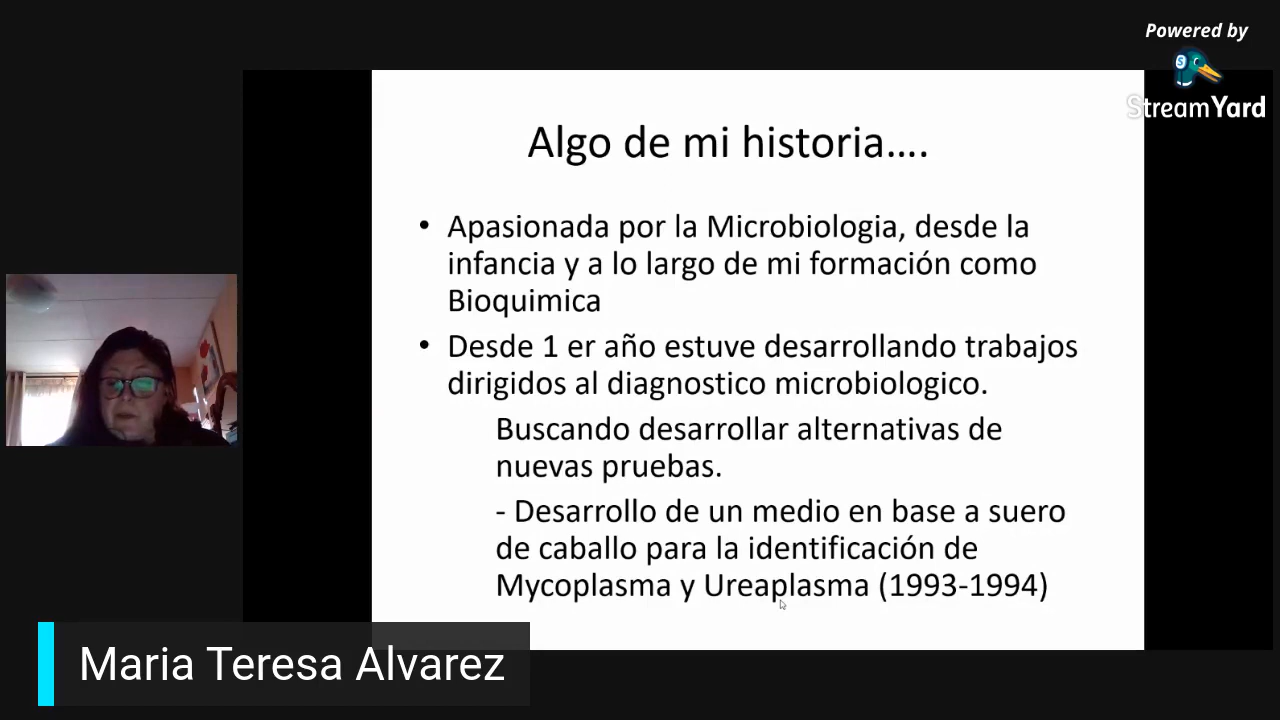 Powered by
StreamYard
Algo de mi historia....
• Apasionada por la Microbiologia, desde la
infancia y a lo largo de mi formación como
Bioquimica
• Desde 1 er año estuve desarrollando trabajos
dirigidos al diagnostico microbiologico.
Buscando desarrollar alternativas de
nuevas pruebas.
- Desarrollo de un medio en base a suero
de caballo para la identificación de
Mycoplasma y Ureaplasma (1993-1994)
Maria Teresa Alvarez